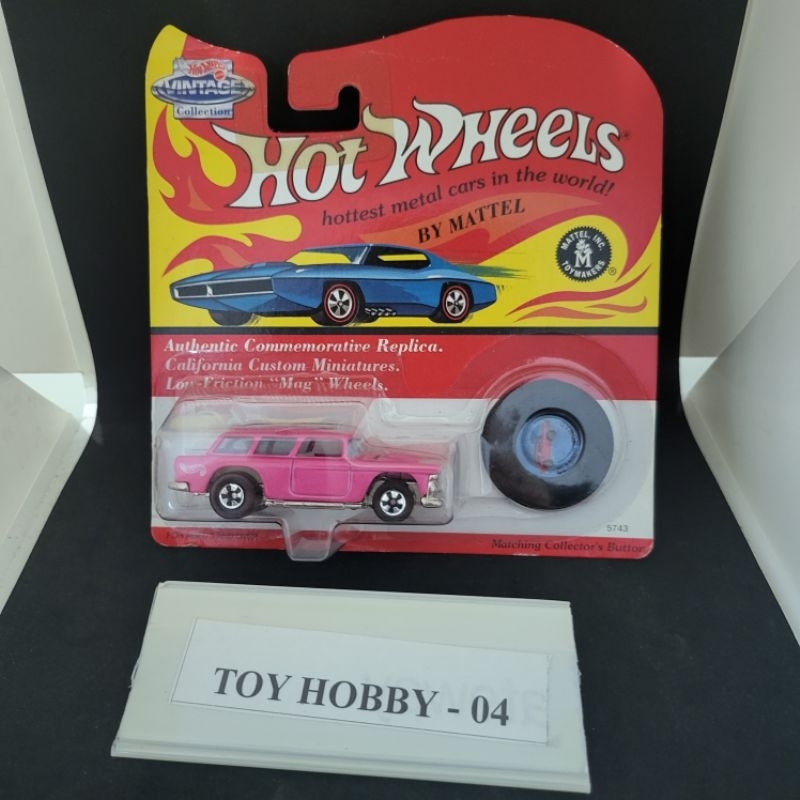 Hot Wheels
VINTAGE
Collection
Hot Wheels®
hottest metal cars in the world!
BY MATTEL
MATTEL, INC.
M
TOYMAKERS
®
Authentic Commemorative Replica.
California Custom Miniatures.
Low-Friction "Mag" Wheels.
5743
Matching Collector's Button
TOY HOBBY - 04